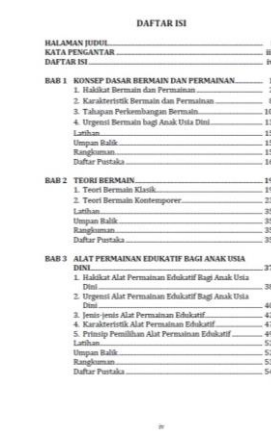 DAFTAR ISI
HALAMAN JUDUL
KATA PENGANTAR
DAFTAR ISI
BAB 1 KONSEP DASAR BERMAIN DAN PERMAINAN
1. Hakikat Bermain dan Permainan
2. Karakteristik Bermain dan Permainan
3. Tahapan Perkembangan Bermain
4. Urgensi Bermain bagi Anak Usia Dini
Latihan
Umpan Balik
Rangkuman
Daftar Pustaka
BAB 2 TEORI BERMAIN
1. Teori Bermain Klasik
2. Teori Bermain Kontemporer
Latihan
Umpan Balik
Rangkuman
Daftar Pustaka
BAB 3 ALAT PERMAINAN EDUKATIF BAGI ANAK USIA
DINI
1. Hakikat Alat Permainan Edukatif Bagi Anak Usia
Dini
2. Urgensi Alat Permainan Edukatif Bagi Anak Usia
Dini
3. Jenis-jenis Alat Permainan Edukatif
4. Karakteristik Alat Permainan Edukatif
5. Prinsip Pemilihan Alat Permainan Edukatif
Latihan
Umpan Balik
Rangkuman
Daftar Pustaka